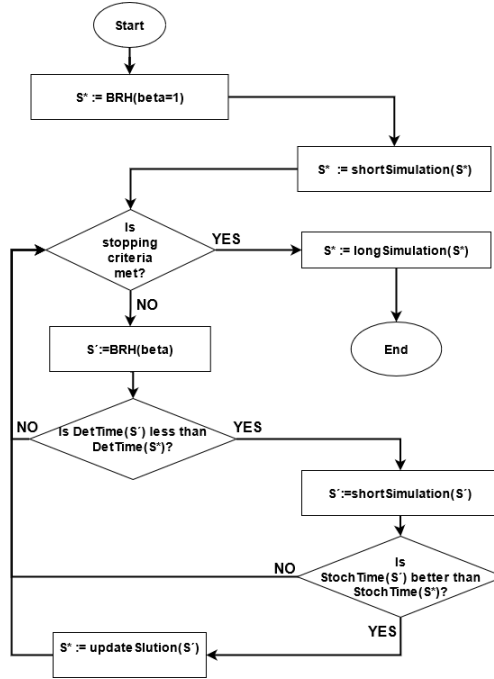 Start
S* := BRH(beta=1)
S* := shortSimulation(S*)
Is
stopping
criteria
met?
YES
S* := longSimulation(S*)
NO
End
S´:=BRH(beta)
NO
Is DetTime(S´) less than
DetTime(S*)?
YES
S´:=shortSimulation(S´)
NO
Is
StochTime(S´) better than
StochTime(S*)?
YES
S* := updateSlution(S´)